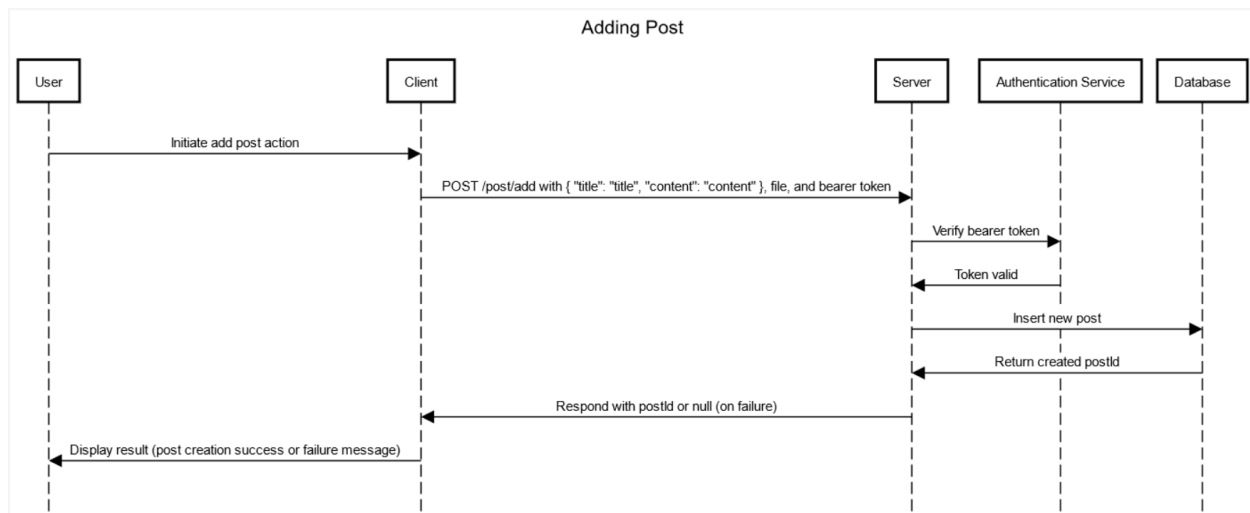 Adding Post
User
Client
Server
Authentication Service
Database
Initiate add post action
POST /post/add with { "title": "title", "content": "content" }, file, and bearer token
Verify bearer token
Token valid
Insert new post
Return created postId
Respond with postId or null (on failure)
Display result (post creation success or failure message)